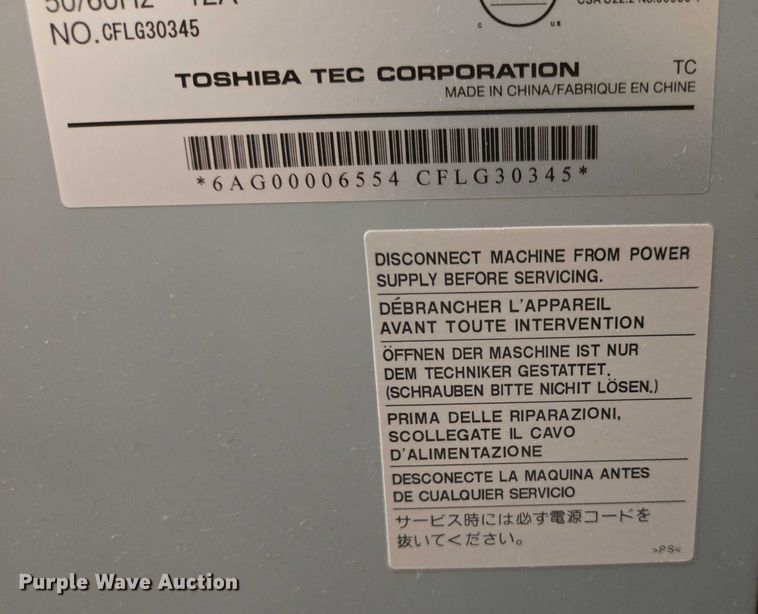 50/60Hz 12A
NO.CFLG30345
C US
TOSHIBA TEC CORPORATION TC
MADE IN CHINA/FABRIQUE EN CHINE
*6AG00006554 CFLG30345*
DISCONNECT MACHINE FROM POWER
SUPPLY BEFORE SERVICING.
DÉBRANCHER L'APPAREIL
AVANT TOUTE INTERVENTION
ÖFFNEN DER MASCHINE IST NUR
DEM TECHNIKER GESTATTET.
(SCHRAUBEN BITTE NICHIT LÖSEN.)
PRIMA DELLE RIPARAZIONI,
SCOLLEGATE IL CAVO
D'ALIMENTAZIONE
DESCONECTE LA MAQUINA ANTES
DE CUALQUIER SERVICIO
サービス時には必ず電源コードを
抜いてください。
>PS<
Purple Wave Auction